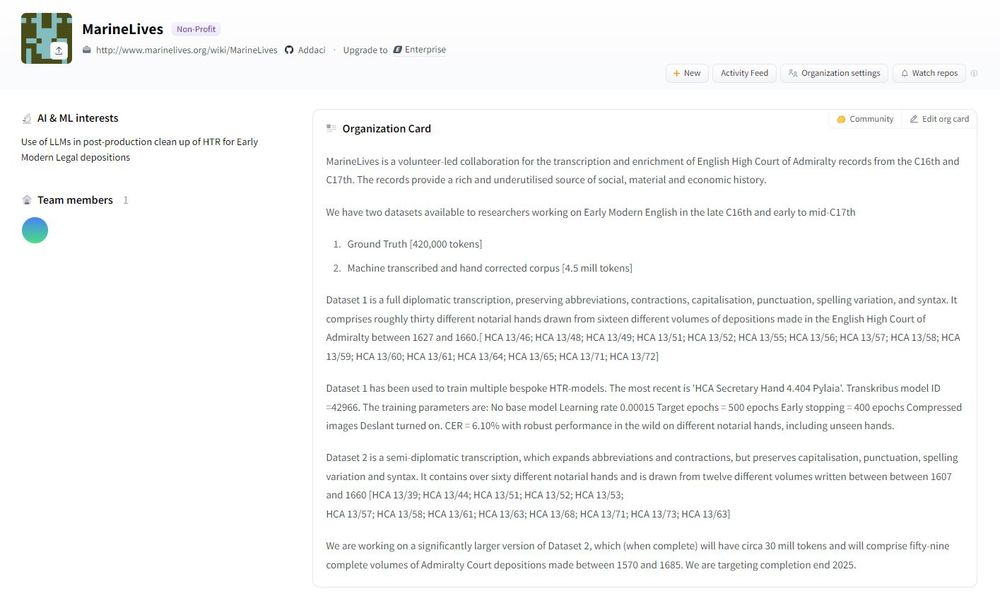 MarineLives Non-Profit
http://www.marinelives.org/wiki/MarineLives Addaci · Upgrade to Enterprise
+ New Activity Feed Organization settings Watch repos
AI & ML interests
Use of LLMs in post-production clean up of HTR for Early
Modern Legal depositions
Team members 1
Community Edit org card
Organization Card
MarineLives is a volunteer-led collaboration for the transcription and enrichment of English High Court of Admiralty records from the C16th and
C17th. The records provide a rich and underutilised source of social, material and economic history.
We have two datasets available to researchers working on Early Modern English in the late C16th and early to mid-C17th
1. Ground Truth [420,000 tokens]
2. Machine transcribed and hand corrected corpus [4.5 mill tokens]
Dataset 1 is a full diplomatic transcription, preserving abbreviations, contractions, capitalisation, punctuation, spelling variation, and syntax. It
comprises roughly thirty different notarial hands drawn from sixteen different volumes of depositions made in the English High Court of
Admiralty between 1627 and 1660.[ HCA 13/46; HCA 13/48; HCA 13/49; HCA 13/51; HCA 13/52; HCA 13/55; HCA 13/56; HCA 13/57; HCA 13/58; HCA
13/59; HCA 13/60; HCA 13/61; HCA 13/64; HCA 13/65; HCA 13/71; HCA 13/72]
Dataset 1 has been used to train multiple bespoke HTR-models. The most recent is 'HCA Secretary Hand 4.404 Pylaia'. Transkribus model ID
=42966. The training parameters are: No base model Learning rate 0.00015 Target epochs = 500 epochs Early stopping = 400 epochs Compressed
images Deslant turned on. CER = 6.10% with robust performance in the wild on different notarial hands, including unseen hands.
Dataset 2 is a semi-diplomatic transcription, which expands abbreviations and contractions, but preserves capitalisation, punctuation, spelling
variation and syntax. It contains over sixty different notarial hands and is drawn from twelve different volumes written between between 1607
and 1660 [HCA 13/39; HCA 13/44; HCA 13/51; HCA 13/52; HCA 13/53;
HCA 13/57; HCA 13/58; HCA 13/61; HCA 13/63; HCA 13/68; HCA 13/71; HCA 13/73; HCA 13/63]
We are working on a significantly larger version of Dataset 2, which (when complete) will have circa 30 mill tokens and will comprise fifty-nine
complete volumes of Admiralty Court depositions made between 1570 and 1685. We are targeting completion end 2025.